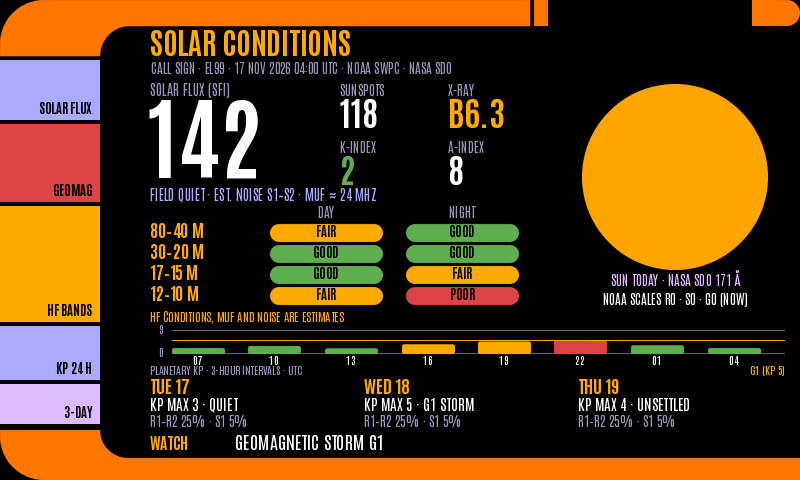 SOLAR CONDITIONS
CALL SIGN · EL99 · 17 NOV 2026 04:00 UTC · NOAA SWPC · NASA SDO
SOLAR FLUX
GEOMAG
HF BANDS
KP 24 H
3-DAY
SOLAR FLUX (SFI)
142
SUNSPOTS
118
X-RAY
B6.3
K-INDEX
2
A-INDEX
8
FIELD QUIET · EST. NOISE S1-S2 · MUF ≈ 24 MHZ
DAY NIGHT
80-40 M FAIR GOOD
30-20 M GOOD GOOD
17-15 M GOOD FAIR
12-10 M FAIR POOR
HF CONDITIONS, MUF AND NOISE ARE ESTIMATES
SUN TODAY · NASA SDO 171 Å
NOAA SCALES R0 · S0 · G0 (NOW)
9
0
07 10 13 16 19 22 01 04
PLANETARY KP · 3-HOUR INTERVALS · UTC
G1 (KP 5)
TUE 17
KP MAX 3 · QUIET
R1-R2 25% · S1 5%
WED 18
KP MAX 5 · G1 STORM
R1-R2 25% · S1 5%
THU 19
KP MAX 4 · UNSETTLED
R1-R2 25% · S1 5%
WATCH GEOMAGNETIC STORM G1